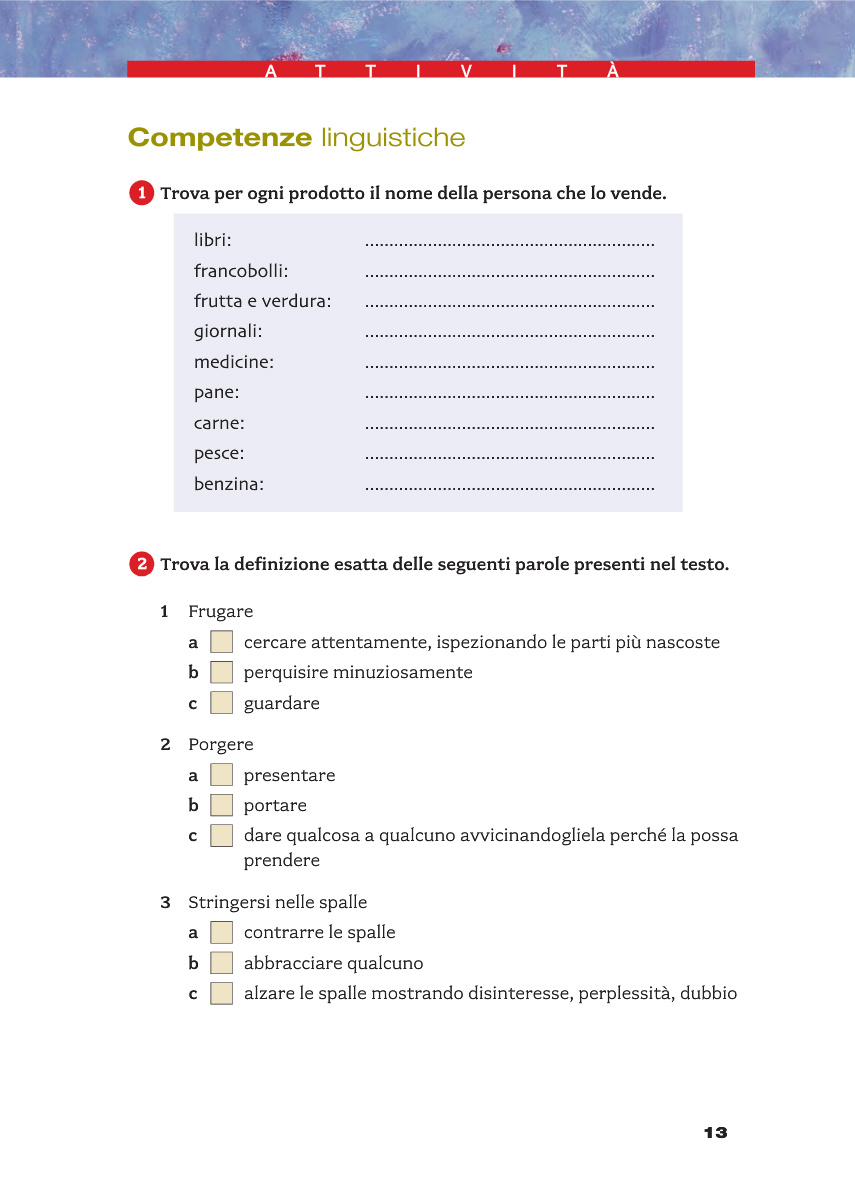 ATTIVITÀ
Competenze linguistiche
1 Trova per ogni prodotto il nome della persona che lo vende.
libri: ............................................................
francobolli: ............................................................
frutta e verdura: ............................................................
giornali: ............................................................
medicine: ............................................................
pane: ............................................................
carne: ............................................................
pesce: ............................................................
benzina: ............................................................
2 Trova la definizione esatta delle seguenti parole presenti nel testo.
1 Frugare
a cercare attentamente, ispezionando le parti più nascoste
b perquisire minuziosamente
c guardare
2 Porgere
a presentare
b portare
c dare qualcosa a qualcuno avvicinandogliela perché la possa
prendere
3 Stringersi nelle spalle
a contrarre le spalle
b abbracciare qualcuno
c alzare le spalle mostrando disinteresse, perplessità, dubbio
13